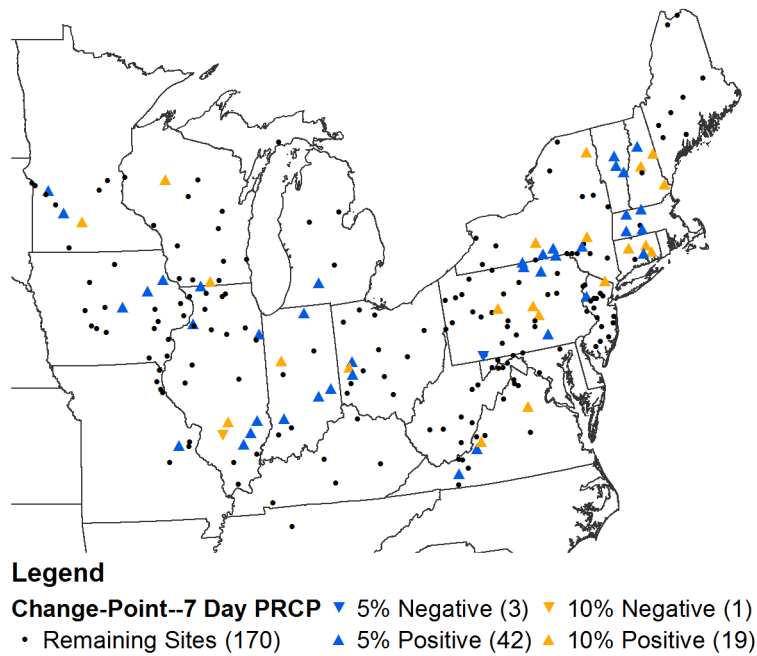 Legend
Change-Point--7 Day PRCP ▼ 5% Negative (3) ▼ 10% Negative (1)
• Remaining Sites (170) ▲ 5% Positive (42) ▲ 10% Positive (19)